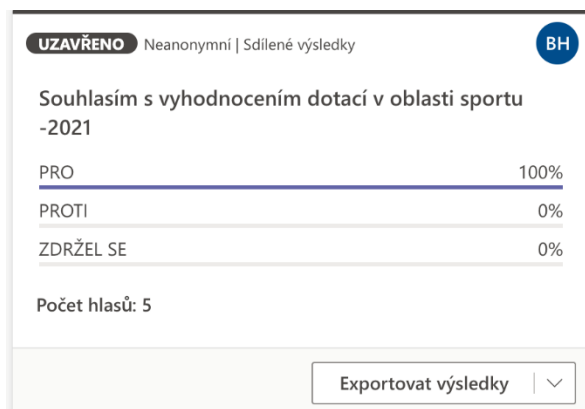 UZAVŘENO Neanonymní | Sdílené výsledky BH
Souhlasím s vyhodnocením dotací v oblasti sportu
-2021
PRO 100%
PROTI 0%
ZDRŽEL SE 0%
Počet hlasů: 5
Exportovat výsledky